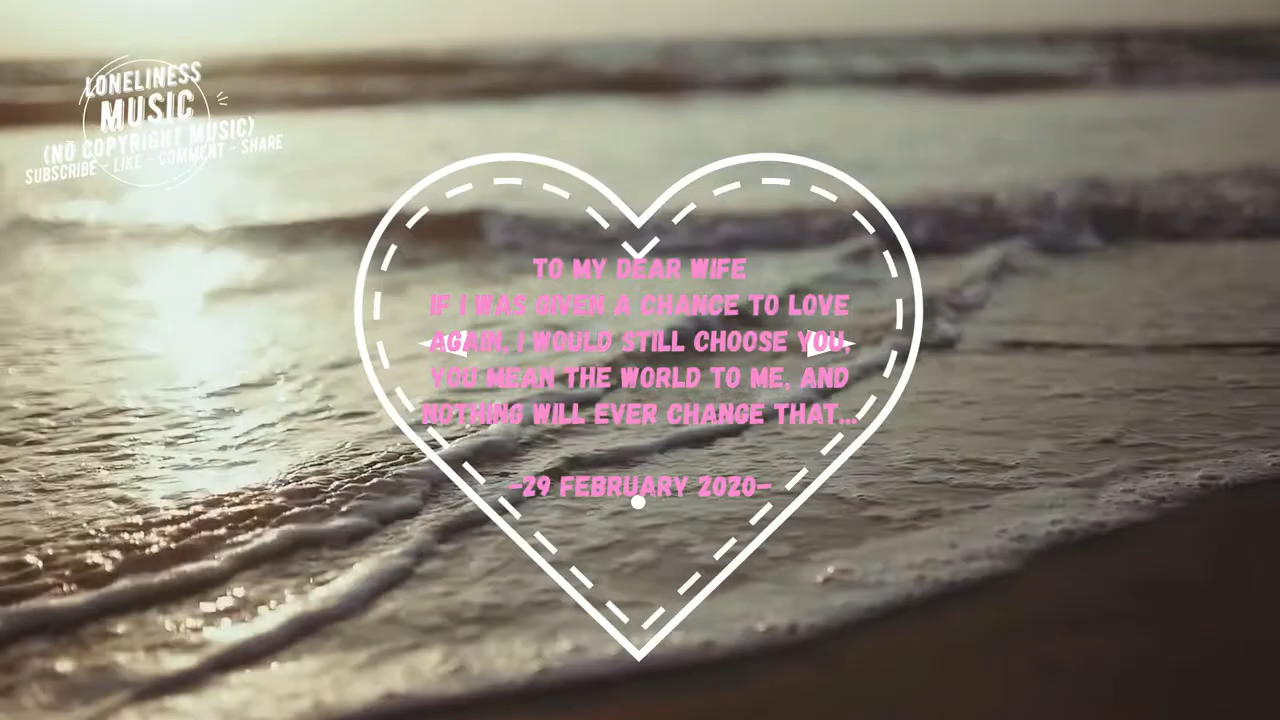 LONELINESS
MUSIC
(NO COPYRIGHT MUSIC)
SUBSCRIBE - LIKE - COMMENT - SHARE
TO MY DEAR WIFE
IF I WAS GIVEN A CHANCE TO LOVE
AGAIN, I WOULD STILL CHOOSE YOU,
YOU MEAN THE WORLD TO ME, AND
NOTHING WILL EVER CHANGE THAT...
-29 FEBRUARY 2020-